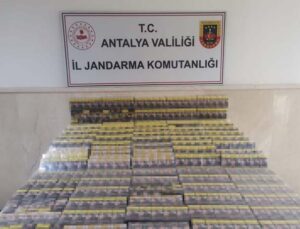 T.C.
ANTALYA VALİLİĞİ
İL JANDARMA KOMUTANLIĞI